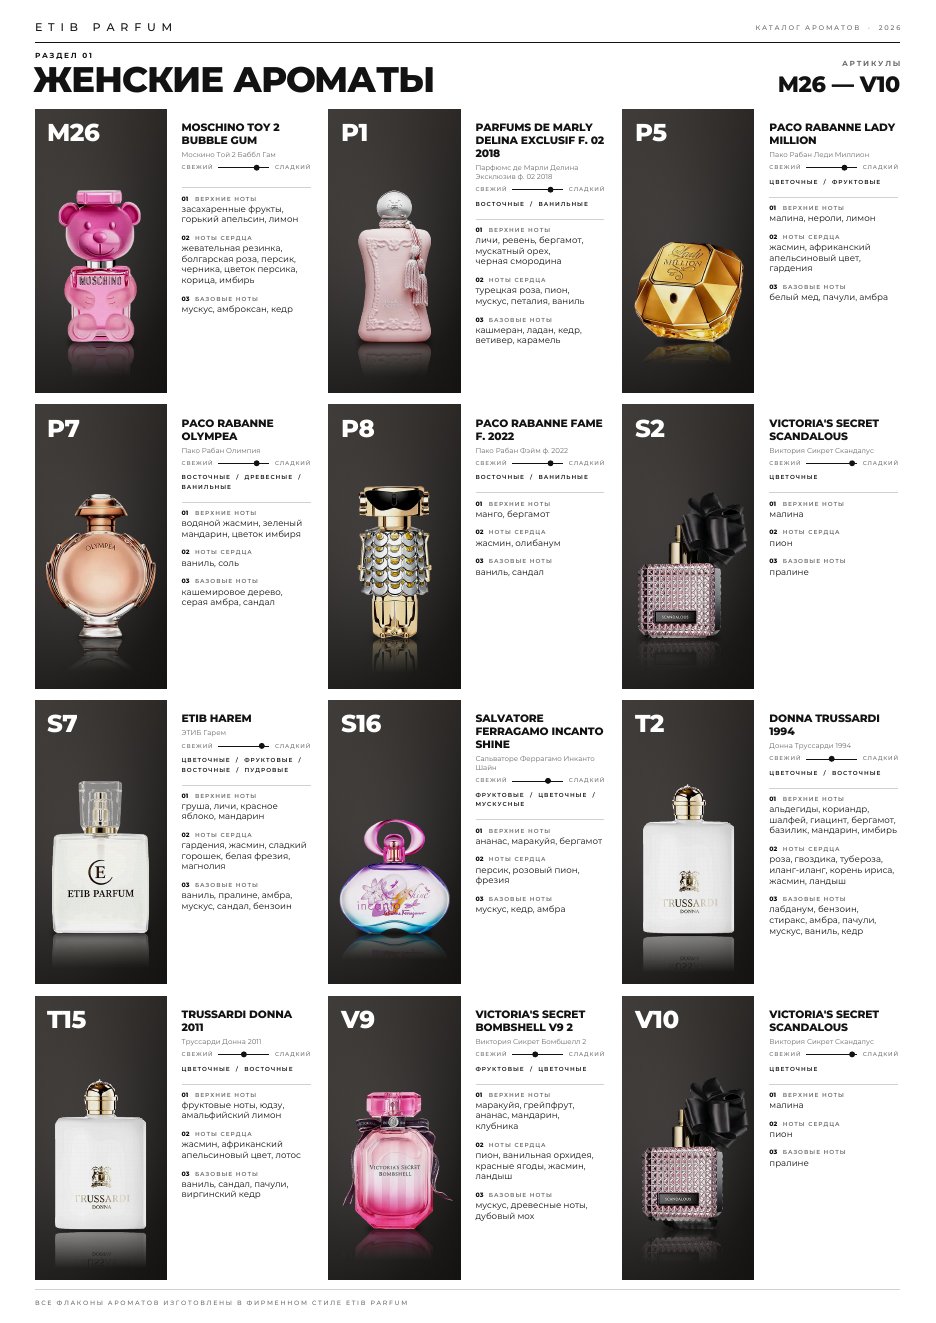 ETIB PARFUM
КАТАЛОГ АРОМАТОВ · 2026
РАЗДЕЛ 01
ЖЕНСКИЕ АРОМАТЫ
АРТИКУЛЫ
M26 — V10
M26
MOSCHINO TOY 2
BUBBLE GUM
Москино Той 2 Баббл Гам
СВЕЖИЙ СЛАДКИЙ
01 ВЕРХНИЕ НОТЫ
засахаренные фрукты,
горький апельсин, лимон
02 НОТЫ СЕРДЦА
жевательная резинка,
болгарская роза, персик,
черника, цветок персика,
корица, имбирь
03 БАЗОВЫЕ НОТЫ
мускус, амброксан, кедр
MOSCHINO
P1
PARFUMS DE MARLY
DELINA EXCLUSIF F. 02
2018
Парфюмс де Марли Делина
Эксклюзив ф. 02 2018
СВЕЖИЙ СЛАДКИЙ
ВОСТОЧНЫЕ / ВАНИЛЬНЫЕ
01 ВЕРХНИЕ НОТЫ
личи, ревень, бергамот,
мускатный орех,
черная смородина
02 НОТЫ СЕРДЦА
турецкая роза, пион,
мускус, петалия, ваниль
03 БАЗОВЫЕ НОТЫ
кашмеран, ладан, кедр,
ветивер, карамель
P5
PACO RABANNE LADY
MILLION
Пако Рабан Леди Миллион
СВЕЖИЙ СЛАДКИЙ
ЦВЕТОЧНЫЕ / ФРУКТОВЫЕ
01 ВЕРХНИЕ НОТЫ
малина, нероли, лимон
02 НОТЫ СЕРДЦА
жасмин, африканский
апельсиновый цвет,
гардения
03 БАЗОВЫЕ НОТЫ
белый мед, пачули, амбра
Lady
MILLION
P7
PACO RABANNE
OLYMPEA
Пако Рабан Олимпия
СВЕЖИЙ СЛАДКИЙ
ВОСТОЧНЫЕ / ДРЕВЕСНЫЕ /
ВАНИЛЬНЫЕ
01 ВЕРХНИЕ НОТЫ
водяной жасмин, зеленый
мандарин, цветок имбиря
02 НОТЫ СЕРДЦА
ваниль, соль
03 БАЗОВЫЕ НОТЫ
кашемировое дерево,
серая амбра, сандал
OLYMPEA
P8
PACO RABANNE FAME
F. 2022
Пако Рабан Фэйм ф. 2022
СВЕЖИЙ СЛАДКИЙ
ВОСТОЧНЫЕ / ВАНИЛЬНЫЕ
01 ВЕРХНИЕ НОТЫ
манго, бергамот
02 НОТЫ СЕРДЦА
жасмин, олибанум
03 БАЗОВЫЕ НОТЫ
ваниль, сандал
S2
VICTORIA'S SECRET
SCANDALOUS
Виктория Сикрет Скандалус
СВЕЖИЙ СЛАДКИЙ
ЦВЕТОЧНЫЕ
01 ВЕРХНИЕ НОТЫ
малина
02 НОТЫ СЕРДЦА
пион
03 БАЗОВЫЕ НОТЫ
пралине
SCANDALOUS
S7
ETIB HAREM
ЭТИБ Гарем
СВЕЖИЙ СЛАДКИЙ
ЦВЕТОЧНЫЕ / ФРУКТОВЫЕ /
ВОСТОЧНЫЕ / ПУДРОВЫЕ
01 ВЕРХНИЕ НОТЫ
груша, личи, красное
яблоко, мандарин
02 НОТЫ СЕРДЦА
гардения, жасмин, сладкий
горошек, белая фрезия,
магнолия
03 БАЗОВЫЕ НОТЫ
ваниль, пралине, амбра,
мускус, сандал, бензоин
ETIB PARFUM
S16
SALVATORE
FERRAGAMO INCANTO
SHINE
Сальваторе Феррагамо Инканто
Шайн
СВЕЖИЙ СЛАДКИЙ
ФРУКТОВЫЕ / ЦВЕТОЧНЫЕ /
МУСКУСНЫЕ
01 ВЕРХНИЕ НОТЫ
ананас, маракуйя, бергамот
02 НОТЫ СЕРДЦА
персик, розовый пион,
фрезия
03 БАЗОВЫЕ НОТЫ
мускус, кедр, амбра
incanto
Shine
T2
DONNA TRUSSARDI
1994
Донна Труссарди 1994
СВЕЖИЙ СЛАДКИЙ
ЦВЕТОЧНЫЕ / ВОСТОЧНЫЕ
01 ВЕРХНИЕ НОТЫ
альдегиды, кориандр,
шалфей, гиацинт, бергамот,
базилик, мандарин, имбирь
02 НОТЫ СЕРДЦА
роза, гвоздика, тубероза,
иланг-иланг, корень ириса,
жасмин, ландыш
03 БАЗОВЫЕ НОТЫ
лабданум, бензоин,
стиракс, амбра, пачули,
мускус, ваниль, кедр
TRUSSARDI
DONNA
T15
TRUSSARDI DONNA
2011
Труссарди Донна 2011
СВЕЖИЙ СЛАДКИЙ
ЦВЕТОЧНЫЕ / ВОСТОЧНЫЕ
01 ВЕРХНИЕ НОТЫ
фруктовые ноты, юдзу,
амальфийский лимон
02 НОТЫ СЕРДЦА
жасмин, африканский
апельсиновый цвет, лотос
03 БАЗОВЫЕ НОТЫ
ваниль, сандал, пачули,
виргинский кедр
TRUSSARDI
DONNA
V9
VICTORIA'S SECRET
BOMBSHELL V9 2
Виктория Сикрет Бомбшелл 2
СВЕЖИЙ СЛАДКИЙ
ФРУКТОВЫЕ / ЦВЕТОЧНЫЕ
01 ВЕРХНИЕ НОТЫ
маракуйя, грейпфрут,
ананас, мандарин,
клубника
02 НОТЫ СЕРДЦА
пион, ванильная орхидея,
красные ягоды, жасмин,
ландыш
03 БАЗОВЫЕ НОТЫ
мускус, древесные ноты,
дубовый мох
VICTORIA'S SECRET
BOMBSHELL
V10
VICTORIA'S SECRET
SCANDALOUS
Виктория Сикрет Скандалус
СВЕЖИЙ СЛАДКИЙ
ЦВЕТОЧНЫЕ
01 ВЕРХНИЕ НОТЫ
малина
02 НОТЫ СЕРДЦА
пион
03 БАЗОВЫЕ НОТЫ
пралине
SCANDALOUS
ВСЕ ФЛАКОНЫ АРОМАТОВ ИЗГОТОВЛЕНЫ В ФИРМЕННОМ СТИЛЕ ETIB PARFUM